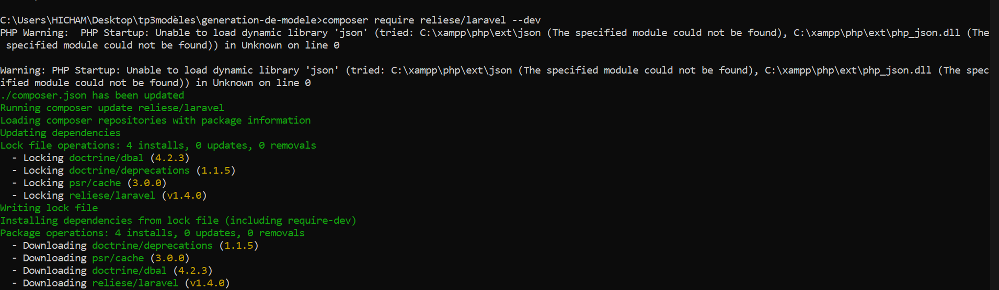 C:\Users\HICHAM\Desktop\tp3modèles\generation-de-modele>composer require reliese/laravel --dev
PHP Warning:  PHP Startup: Unable to load dynamic library 'json' (tried: C:\xampp\php\ext\json (The specified module could not be found), C:\xampp\php\ext\php_json.dll (The
 specified module could not be found)) in Unknown on line 0
Warning: PHP Startup: Unable to load dynamic library 'json' (tried: C:\xampp\php\ext\json (The specified module could not be found), C:\xampp\php\ext\php_json.dll (The spec
ified module could not be found)) in Unknown on line 0
./composer.json has been updated
Running composer update reliese/laravel
Loading composer repositories with package information
Updating dependencies
Lock file operations: 4 installs, 0 updates, 0 removals
  - Locking doctrine/dbal (4.2.3)
  - Locking doctrine/deprecations (1.1.5)
  - Locking psr/cache (3.0.0)
  - Locking reliese/laravel (v1.4.0)
Writing lock file
Installing dependencies from lock file (including require-dev)
Package operations: 4 installs, 0 updates, 0 removals
  - Downloading doctrine/deprecations (1.1.5)
  - Downloading psr/cache (3.0.0)
  - Downloading doctrine/dbal (4.2.3)
  - Downloading reliese/laravel (v1.4.0)